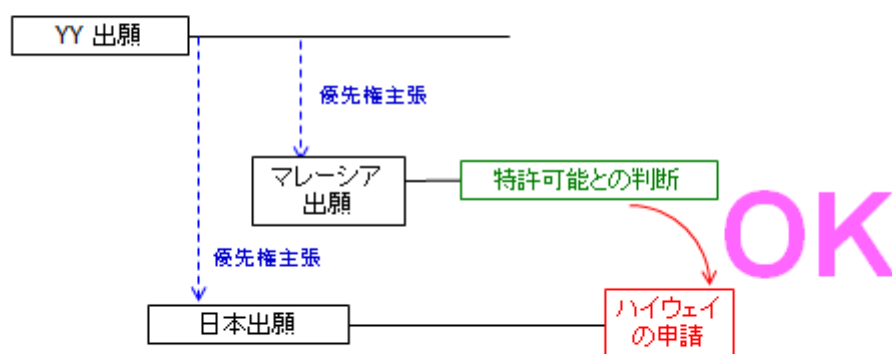 YY 出願
優先権主張
マレーシア
出願
特許可能との判断
OK
優先権主張
日本出願
ハイウェイ
の申請